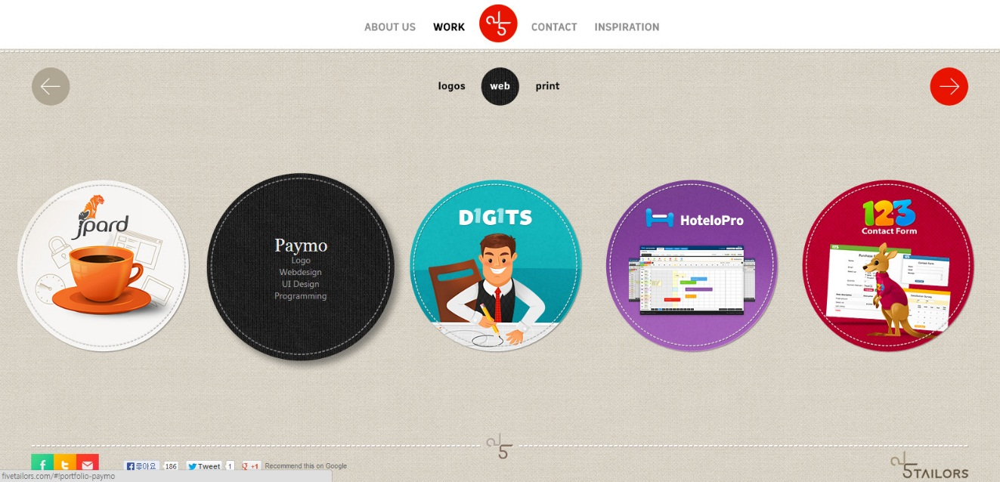 ABOUT US
WORK
CONTACT
INSPIRATION
logos
web
print
jpard
Paymo
Logo
Webdesign
UI Design
Programming
D1G1TS
HoteloPro
123
Contact Form
좋아요
186
Tweet
1
+1
Recommend this on Google
5TAILORS
fivetailors.com/#!portfolio-paymo